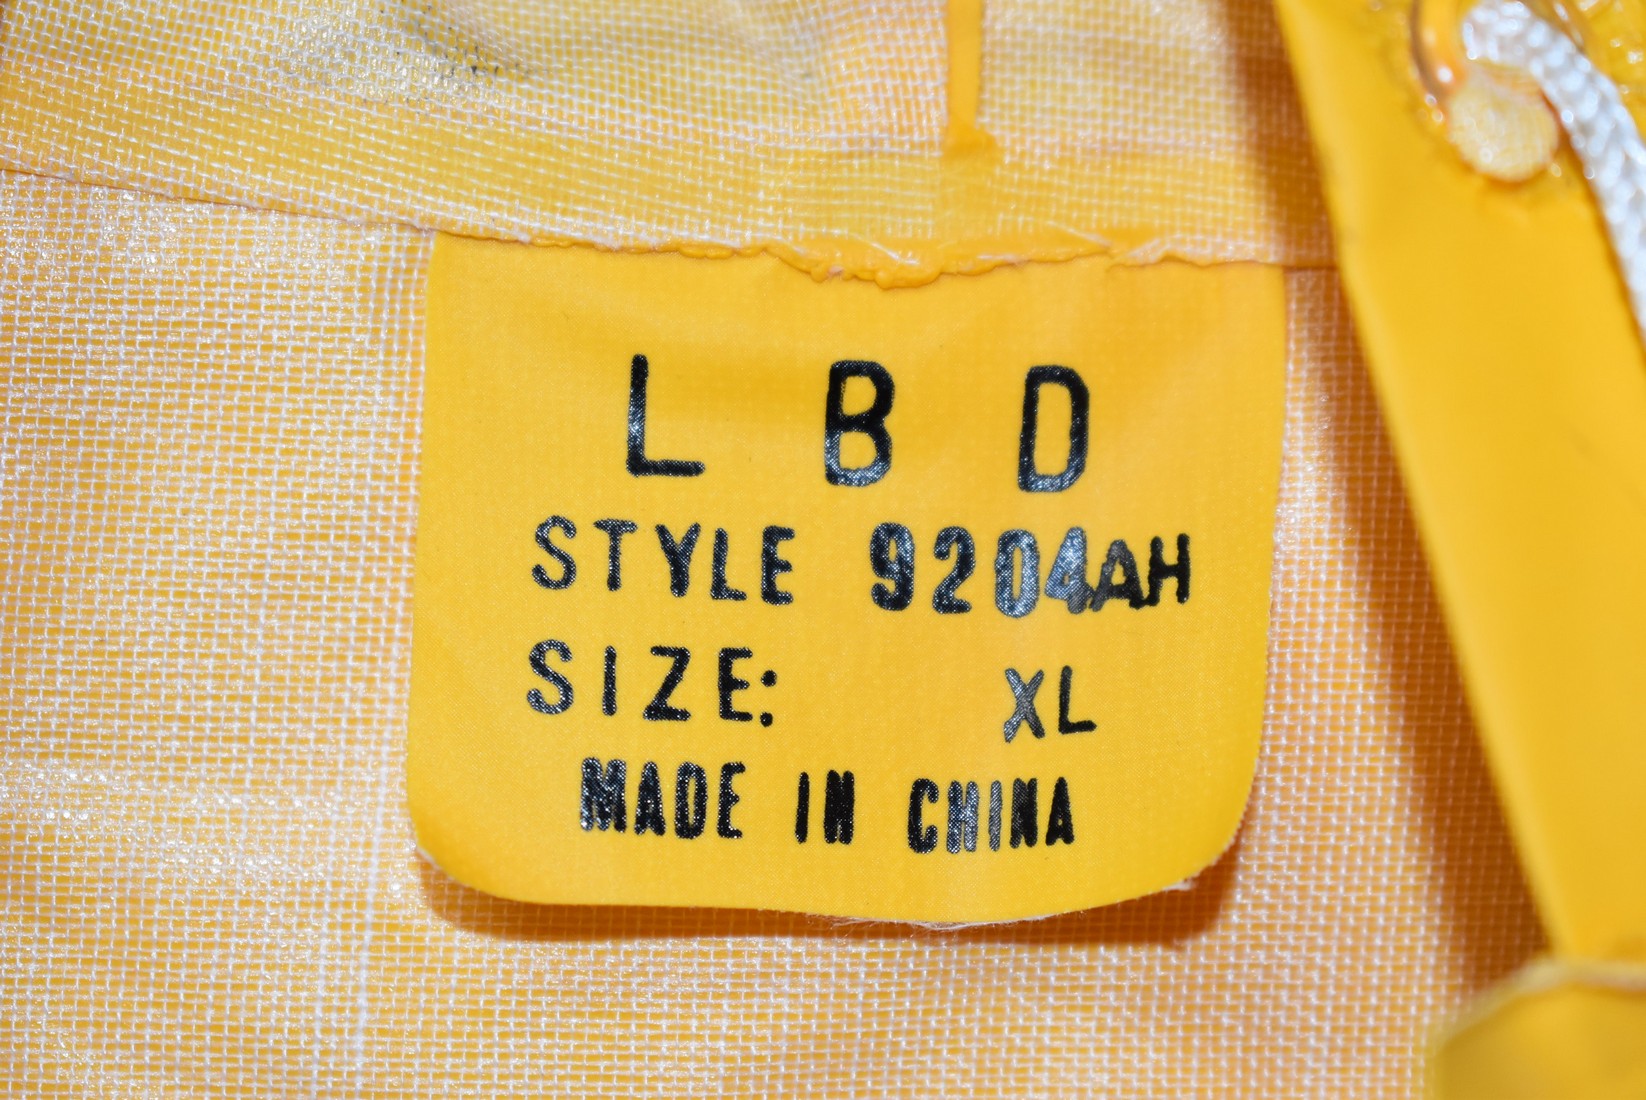 L B D
STYLE 9204AH
SIZE: XL
MADE IN CHINA